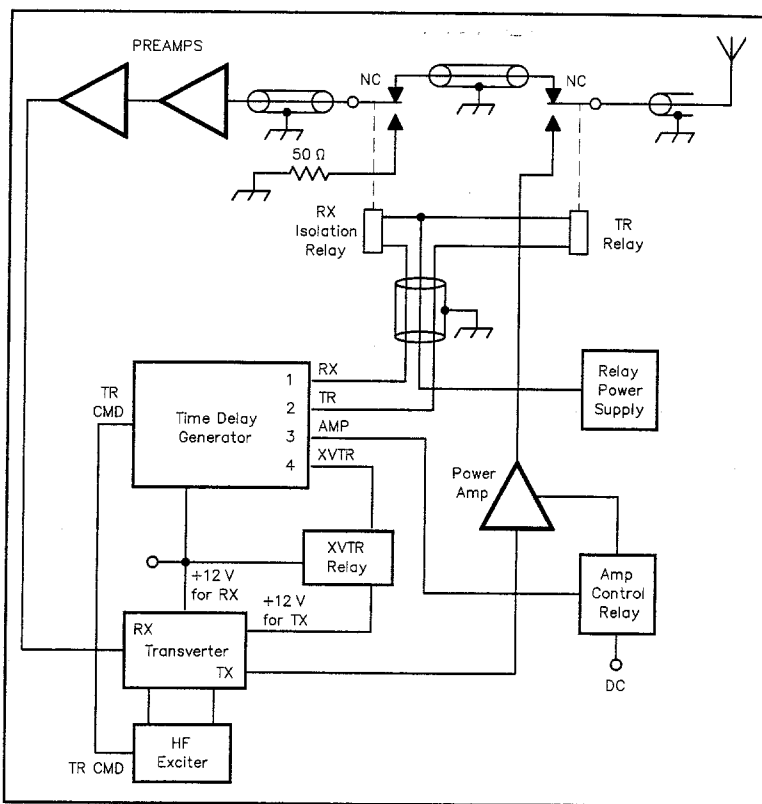 PREAMPS
NC
NC
50 Ω
RX
Isolation
Relay
TR
Relay
TR
CMD
Time Delay
Generator
1
2
3
4
RX
TR
AMP
XVTR
Relay
Power
Supply
Power
Amp
XVTR
Relay
+12 V
for RX
+12 V
for TX
Amp
Control
Relay
RX
Transverter
TX
DC
HF
Exciter
TR CMD